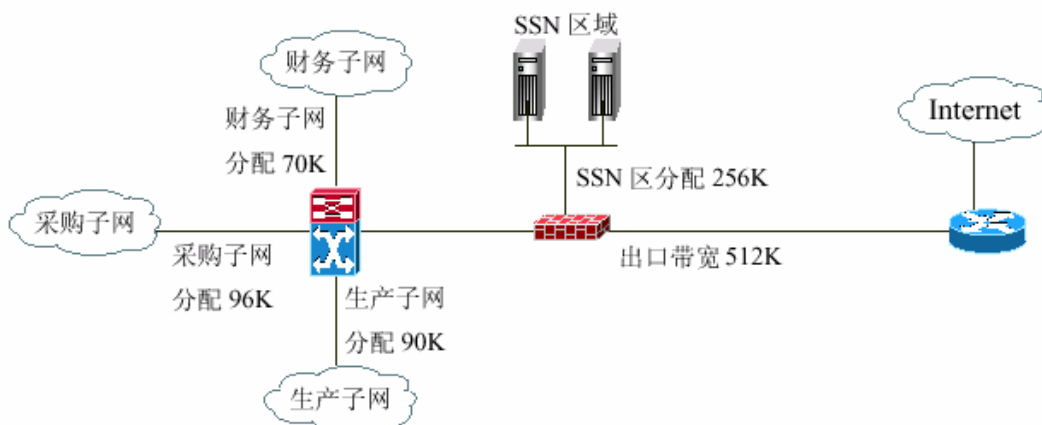 SSN 区域
财务子网
Internet
财务子网
分配 70K
SSN 区分配 256K
采购子网
出口带宽 512K
采购子网
分配 96K
生产子网
分配 90K
生产子网